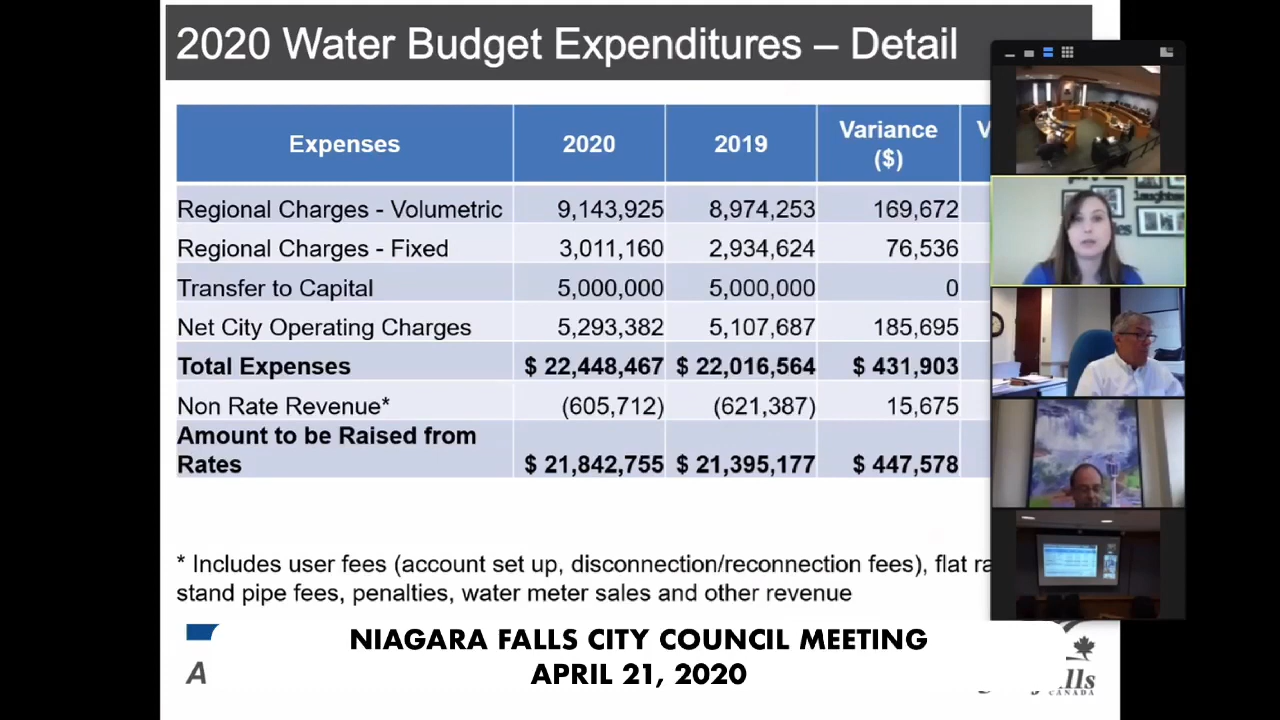 2020 Water Budget Expenditures – Detail
Expenses 2020 2019 Variance ($)
Regional Charges - Volumetric 9,143,925 8,974,253 169,672
Regional Charges - Fixed 3,011,160 2,934,624 76,536
Transfer to Capital 5,000,000 5,000,000 0
Net City Operating Charges 5,293,382 5,107,687 185,695
Total Expenses $ 22,448,467 $ 22,016,564 $ 431,903
Non Rate Revenue* (605,712) (621,387) 15,675
Amount to be Raised from
Rates $ 21,842,755 $ 21,395,177 $ 447,578
* Includes user fees (account set up, disconnection/reconnection fees), flat
stand pipe fees, penalties, water meter sales and other revenue
NIAGARA FALLS CITY COUNCIL MEETING
APRIL 21, 2020
A
CANADA